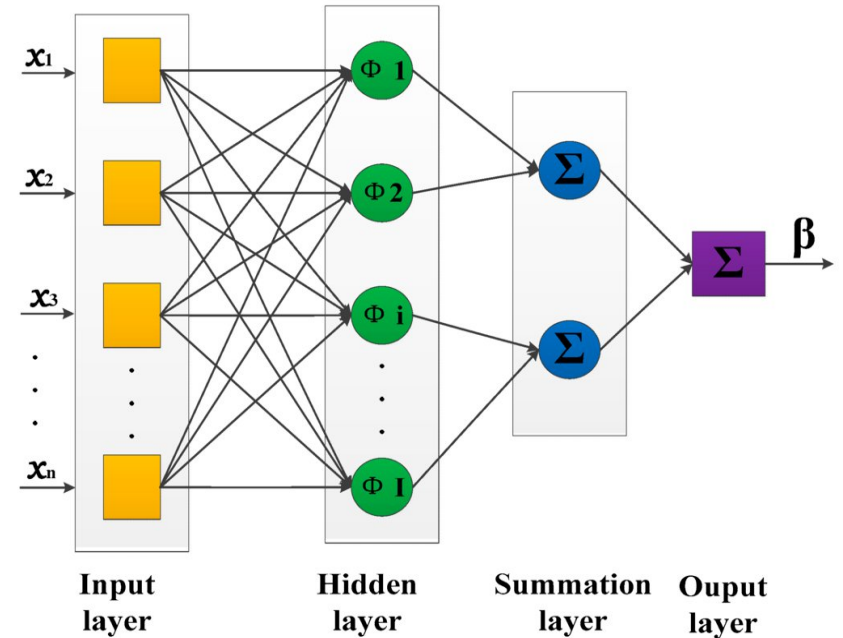 x1
x2
x3
xn
Φ 1
Φ 2
Φ i
Φ I
Σ
Σ
Σ
β
Input layer
Hidden layer
Summation layer
Ouput layer